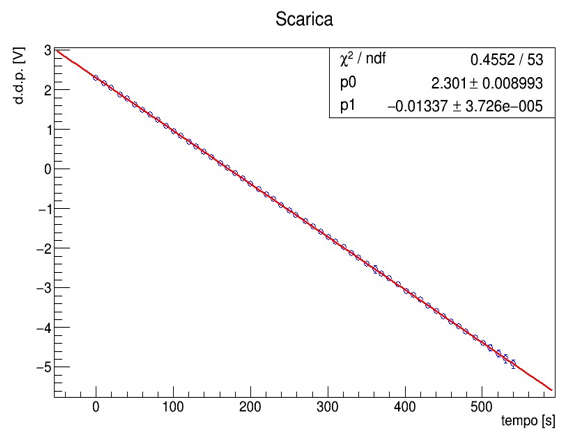 Scarica
d.d.p. [V]
χ² / ndf 0.4552 / 53
p0 2.301 ± 0.008993
p1 −0.01337 ± 3.726e−005
3
2
1
0
−1
−2
−3
−4
−5
0 100 200 300 400 500
tempo [s]